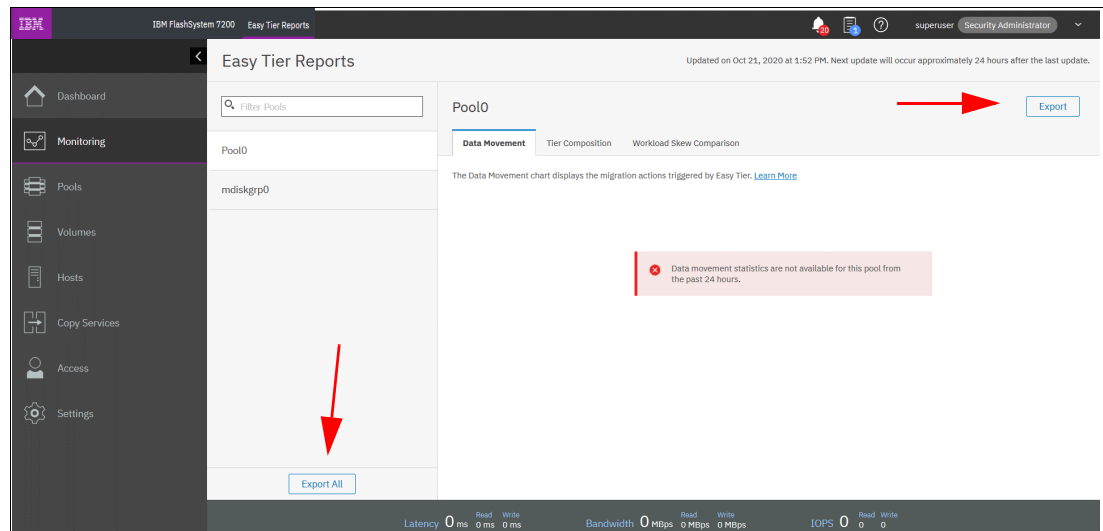 IBM
IBM FlashSystem 7200 Easy Tier Reports
20
1
?
superuser Security Administrator
Easy Tier Reports
Updated on Oct 21, 2020 at 1:52 PM. Next update will occur approximately 24 hours after the last update.
Dashboard
Monitoring
Pools
Volumes
Hosts
Copy Services
Access
Settings
Filter Pools
Pool0
mdiskgrp0
Export All
Pool0
Export
Data Movement Tier Composition Workload Skew Comparison
The Data Movement chart displays the migration actions triggered by Easy Tier. Learn More
Data movement statistics are not available for this pool from
the past 24 hours.
Latency 0 ms Read 0 ms Write 0 ms
Bandwidth 0 MBps Read 0 MBps Write 0 MBps
IOPS 0 Read 0 Write 0